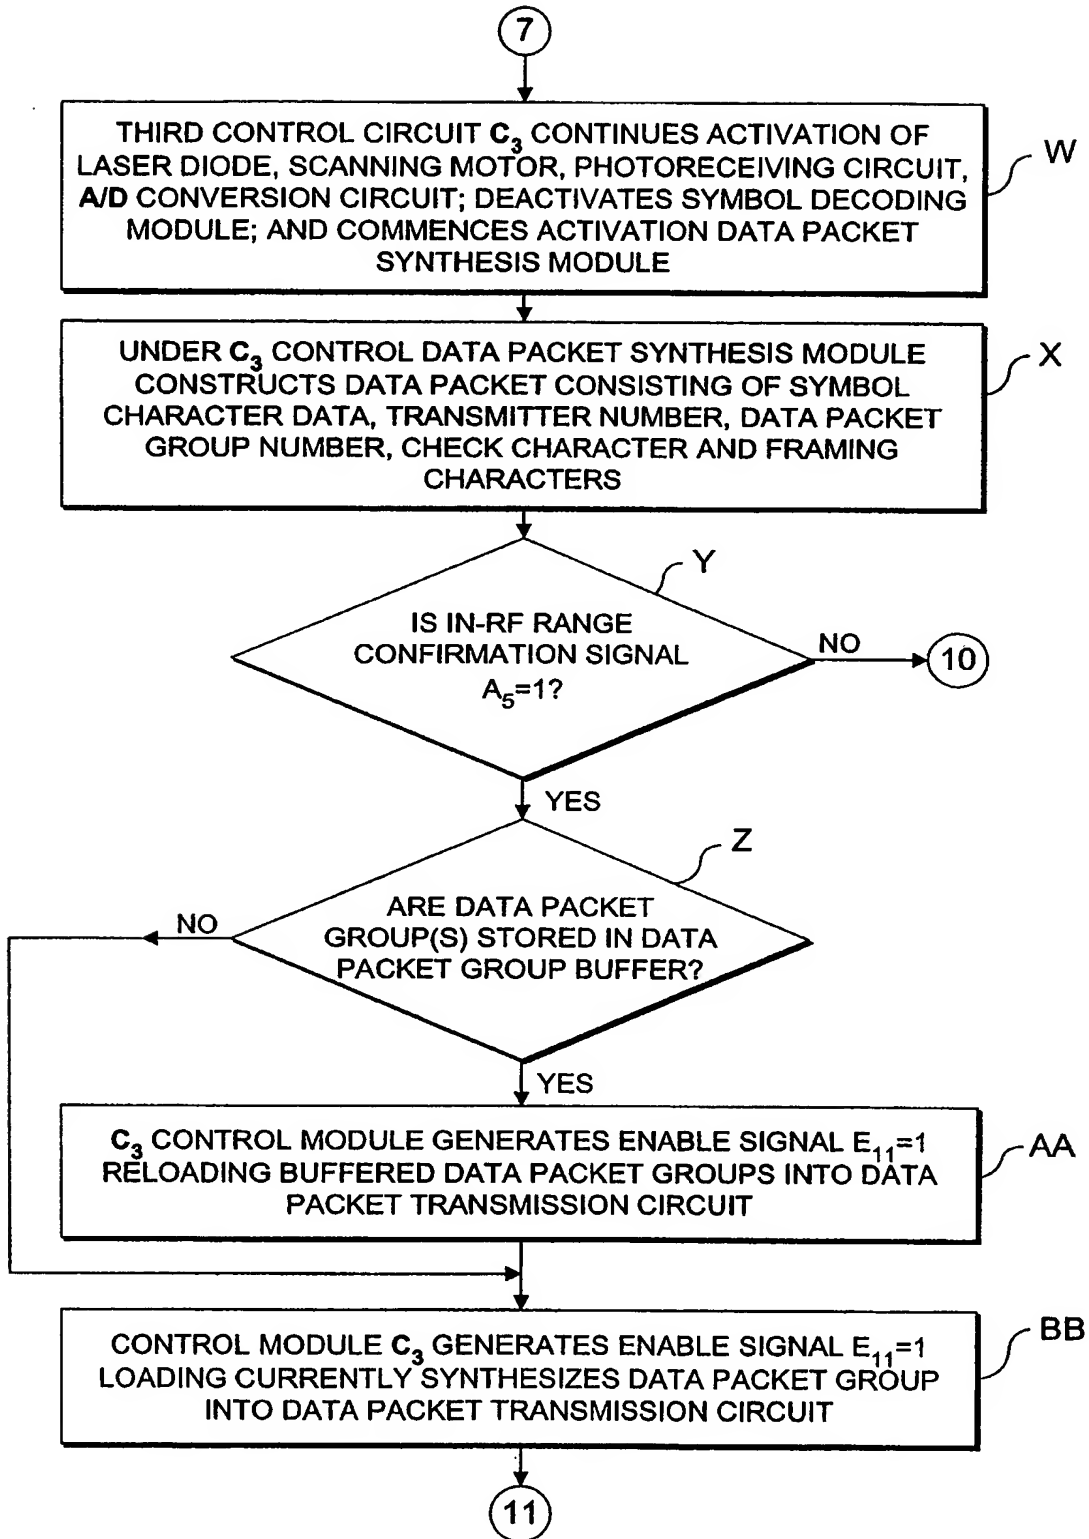 7
THIRD CONTROL CIRCUIT C₃ CONTINUES ACTIVATION OF
LASER DIODE, SCANNING MOTOR, PHOTORECEIVING CIRCUIT,
A/D CONVERSION CIRCUIT; DEACTIVATES SYMBOL DECODING
MODULE; AND COMMENCES ACTIVATION DATA PACKET
SYNTHESIS MODULE
W
UNDER C₃ CONTROL DATA PACKET SYNTHESIS MODULE
CONSTRUCTS DATA PACKET CONSISTING OF SYMBOL
CHARACTER DATA, TRANSMITTER NUMBER, DATA PACKET
GROUP NUMBER, CHECK CHARACTER AND FRAMING
CHARACTERS
X
Y
IS IN-RF RANGE
CONFIRMATION SIGNAL
A₅=1?
NO
10
YES
Z
ARE DATA PACKET
GROUP(S) STORED IN DATA
PACKET GROUP BUFFER?
NO
YES
C₃ CONTROL MODULE GENERATES ENABLE SIGNAL E₁₁=1
RELOADING BUFFERED DATA PACKET GROUPS INTO DATA
PACKET TRANSMISSION CIRCUIT
AA
CONTROL MODULE C₃ GENERATES ENABLE SIGNAL E₁₁=1
LOADING CURRENTLY SYNTHESIZES DATA PACKET GROUP
INTO DATA PACKET TRANSMISSION CIRCUIT
BB
11